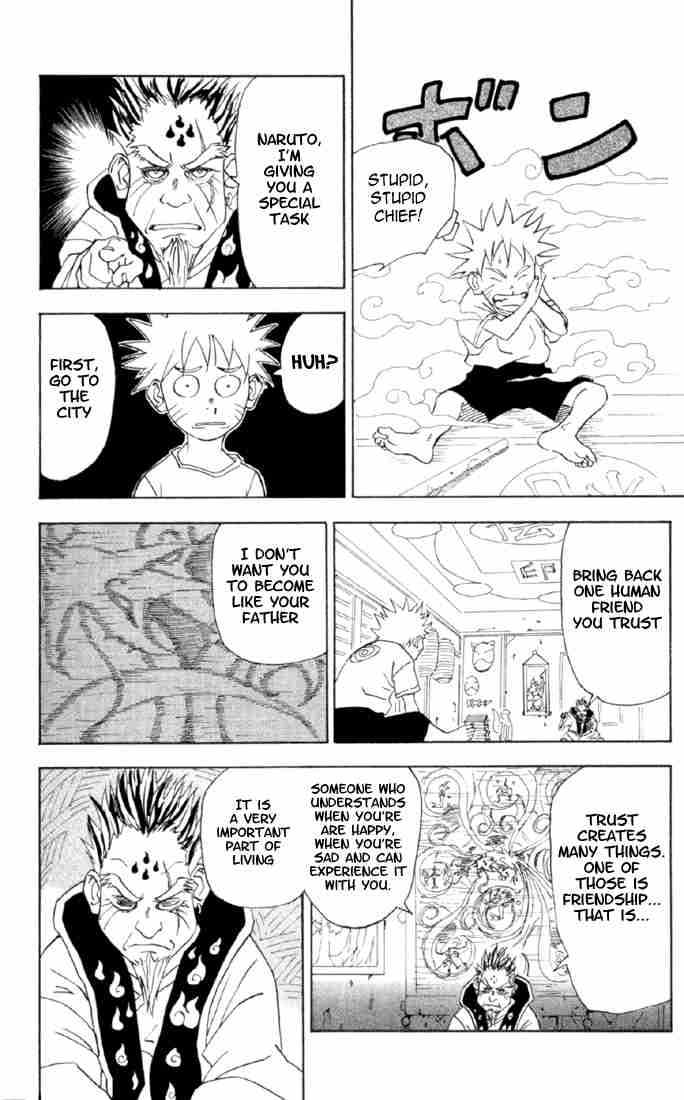 ボン
STUPID,
STUPID
CHIEF!
NARUTO,
I'M
GIVING
YOU A
SPECIAL
TASK
HUH?
FIRST,
GO TO
THE
CITY
BRING BACK
ONE HUMAN
FRIEND
YOU TRUST
I DON'T
WANT YOU
TO BECOME
LIKE YOUR
FATHER
TRUST
CREATES
MANY THINGS.
ONE OF
THOSE IS
FRIENDSHIP...
THAT IS...
SOMEONE WHO
UNDERSTANDS
WHEN YOU'RE
ARE HAPPY,
WHEN YOU'RE
SAD AND CAN
EXPERIENCE IT
WITH YOU.
IT IS
A VERY
IMPORTANT
PART OF
LIVING